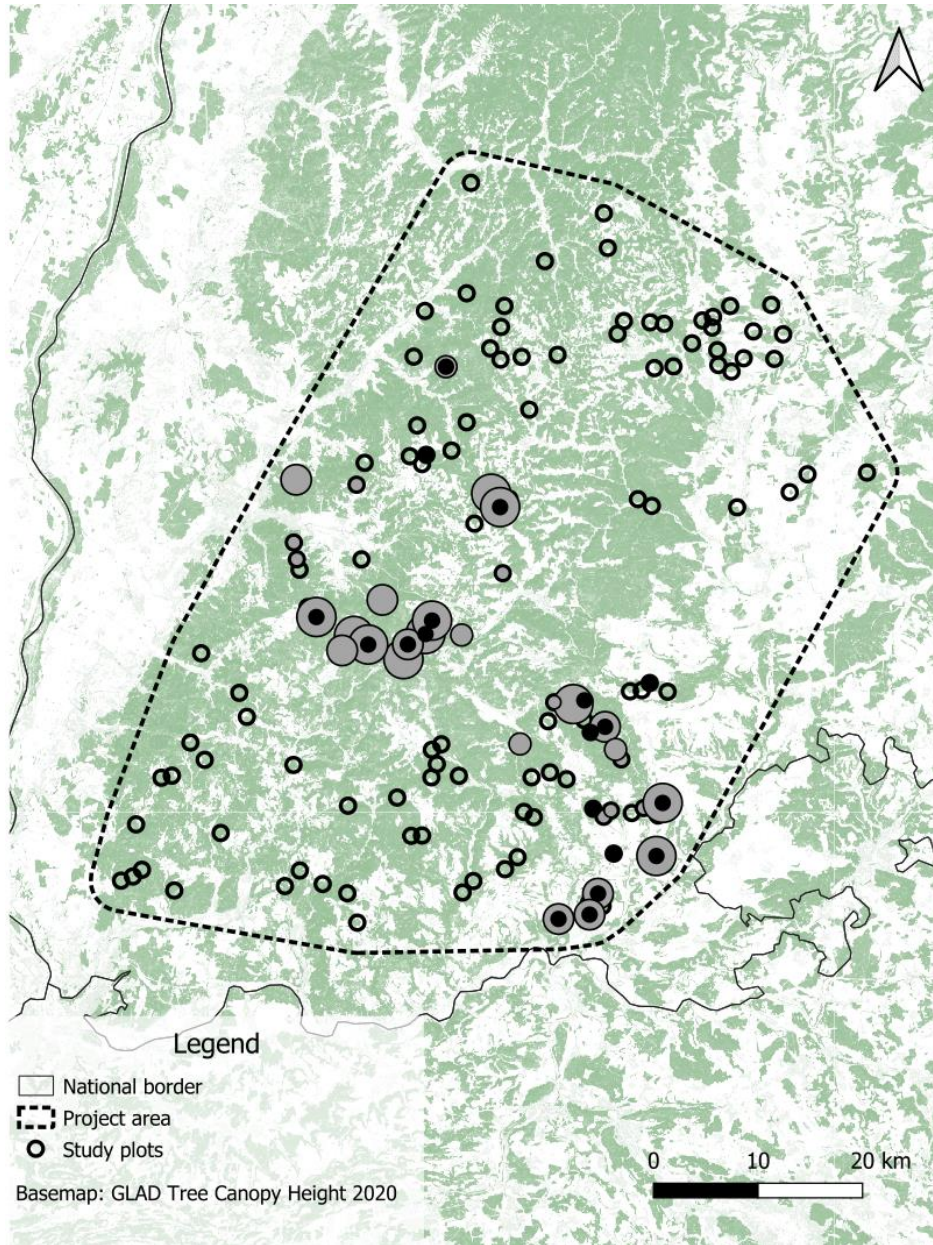 Legend
National border
Project area
Study plots
Basemap: GLAD Tree Canopy Height 2020
0 10 20 km